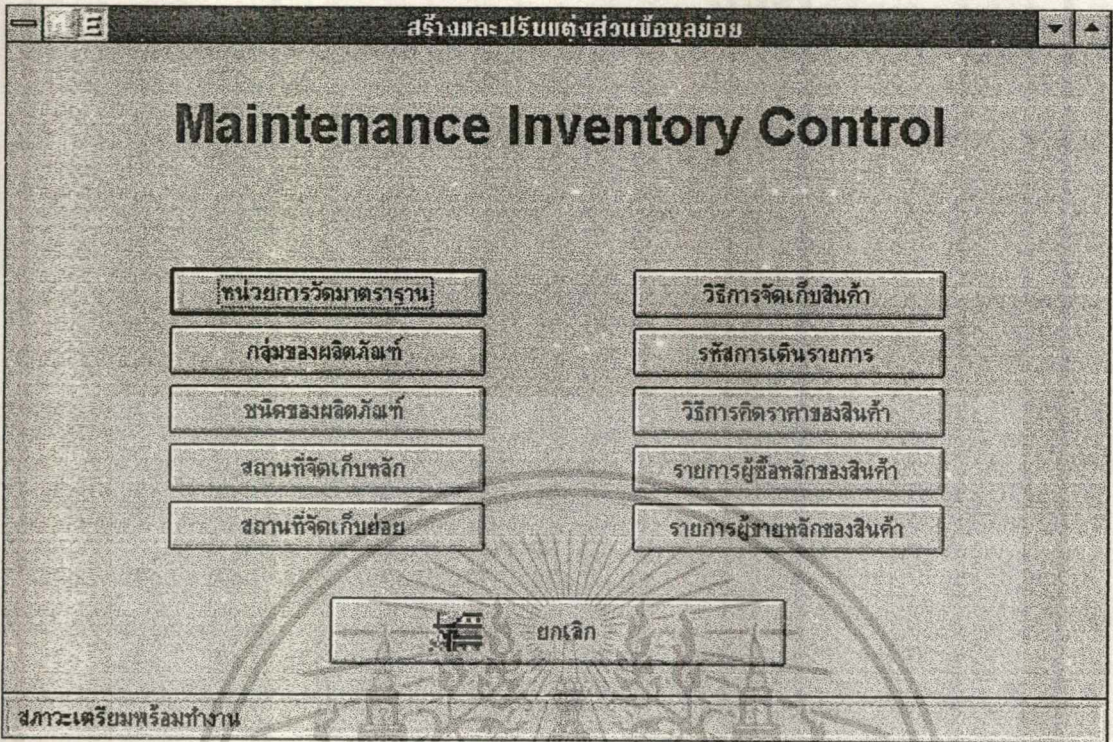 สร้างและปรับแต่งส่วนข้อมูลย่อย
Maintenance Inventory Control
หน่วยการวัดมาตราฐาน
วิธีการจัดเก็บสินค้า
กลุ่มของผลิตภัณฑ์
รหัสการเดินรายการ
ชนิดของผลิตภัณฑ์
วิธีการคิดราคาของสินค้า
สถานที่จัดเก็บหลัก
รายการผู้ซื้อหลักของสินค้า
สถานที่จัดเก็บย่อย
รายการผู้ขายหลักของสินค้า
ยกเลิก
สภาวะเตรียมพร้อมทำงาน